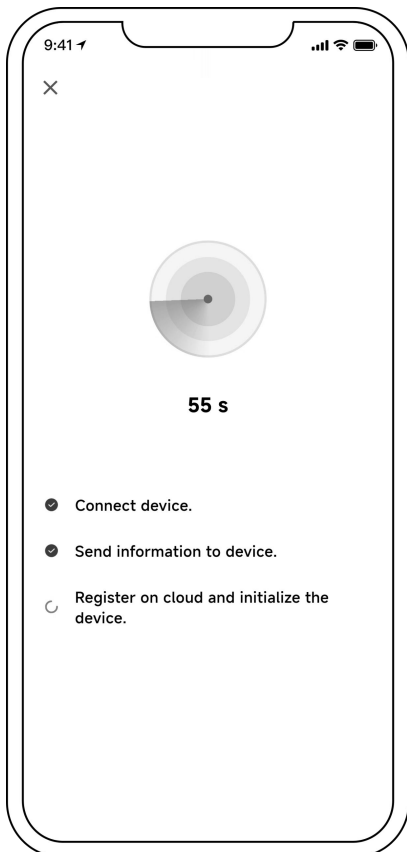 9:41
55 s
Connect device.
Send information to device.
Register on cloud and initialize the
device.